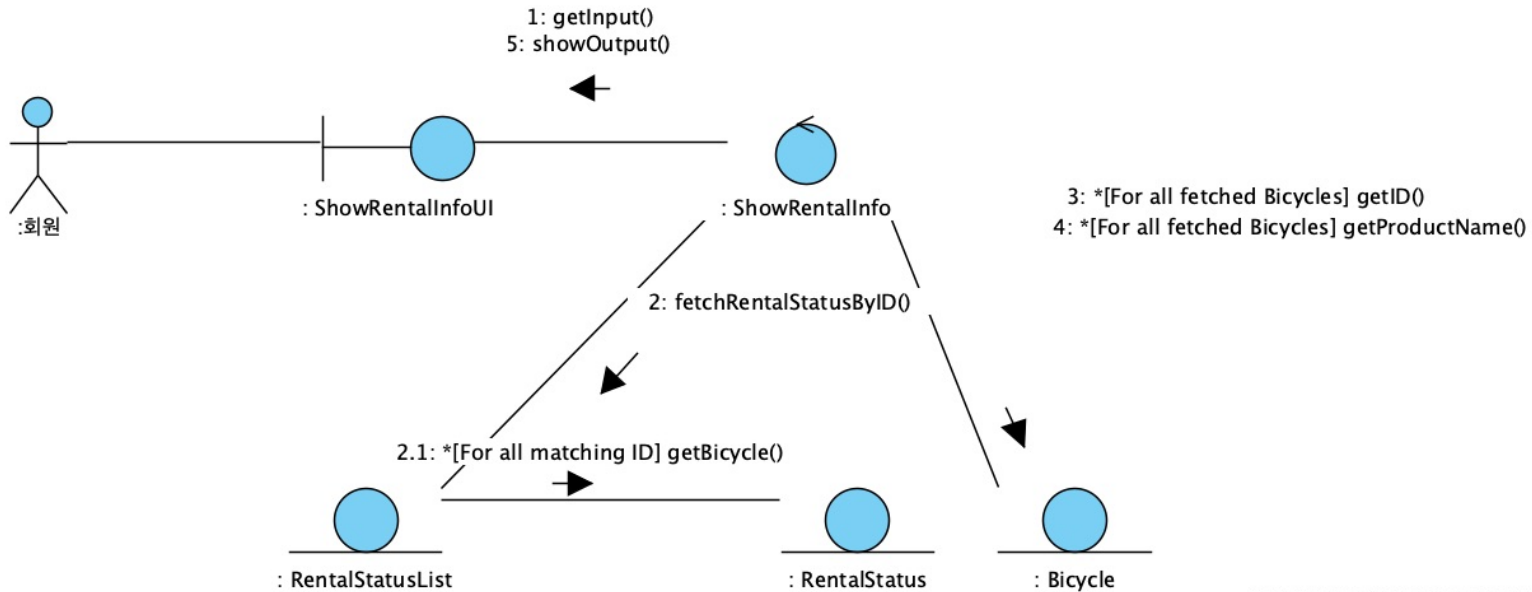 1: getInput()
5: showOutput()
:회원
: ShowRentalInfoUI
: ShowRentalInfo
3: *[For all fetched Bicycles] getID()
4: *[For all fetched Bicycles] getProductName()
2: fetchRentalStatusByID()
2.1: *[For all matching ID] getBicycle()
: RentalStatusList
: RentalStatus
: Bicycle